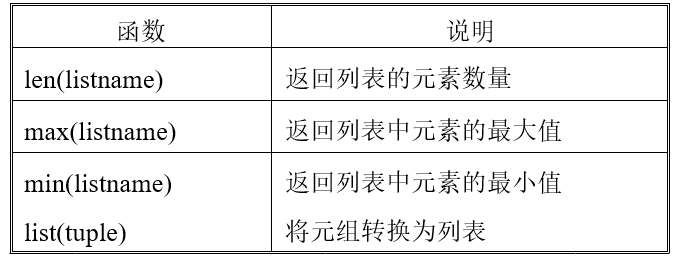 函数 说明
len(listname) 返回列表的元素数量
max(listname) 返回列表中元素的最大值
min(listname) 返回列表中元素的最小值
list(tuple) 将元组转换为列表